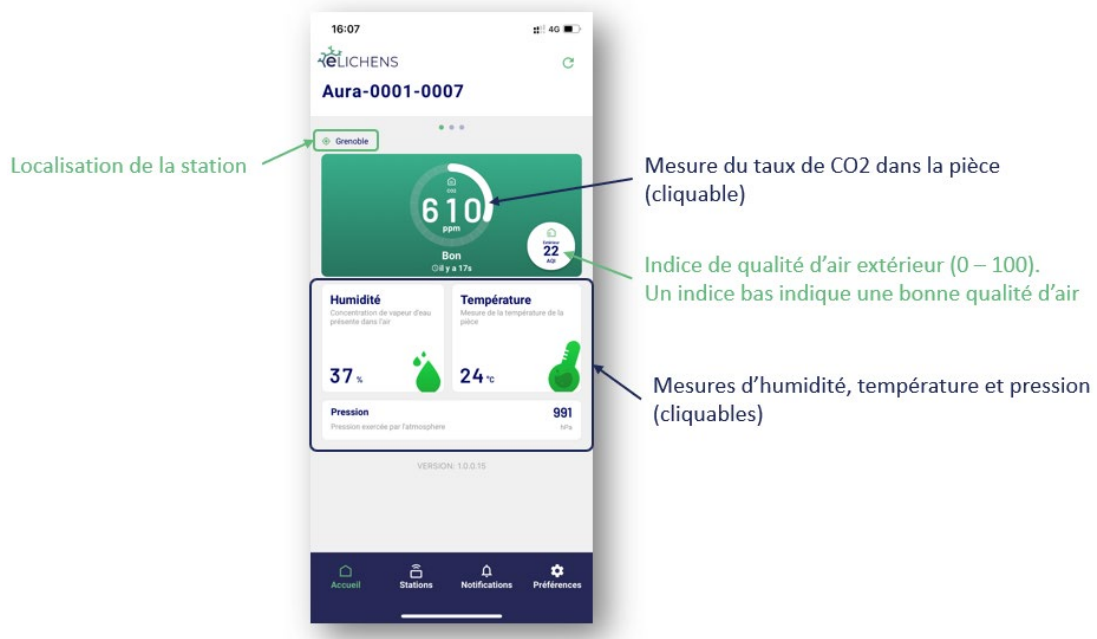 16:07
4G
eLICHENS
Aura-0001-0007
Grenoble
Localisation de la station
CO2
610
ppm
Bon
il y a 17s
Extérieur
22
AQI
Mesure du taux de CO2 dans la pièce
(cliquable)
Indice de qualité d’air extérieur (0 – 100).
Un indice bas indique une bonne qualité d’air
Humidité
Concentration de vapeur d'eau
présente dans l'air
37 %
Température
Mesure de la température de la
pièce
24 °C
Pression
Pression exercée par l'atmosphere
991
hPa
Mesures d’humidité, température et pression
(cliquables)
VERSION: 1.0.0.15
Accueil
Stations
Notifications
Préférences